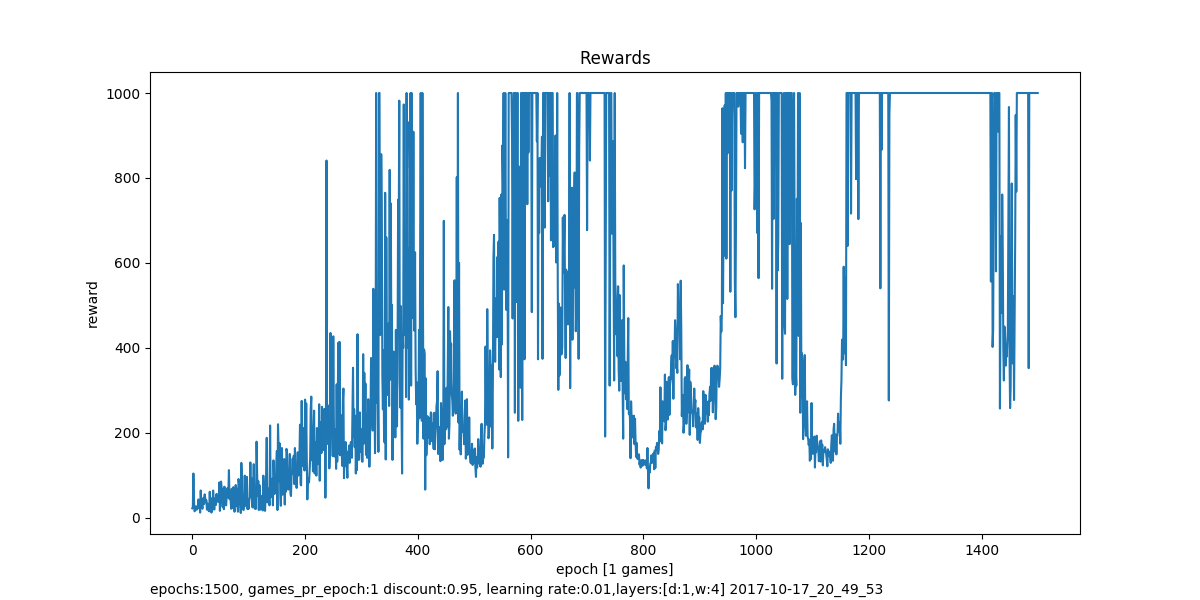 Rewards
reward
1000
800
600
400
200
0
0 200 400 600 800 1000 1200 1400
epoch [1 games]
epochs:1500, games_pr_epoch:1 discount:0.95, learning rate:0.01,layers:[d:1,w:4] 2017-10-17_20_49_53